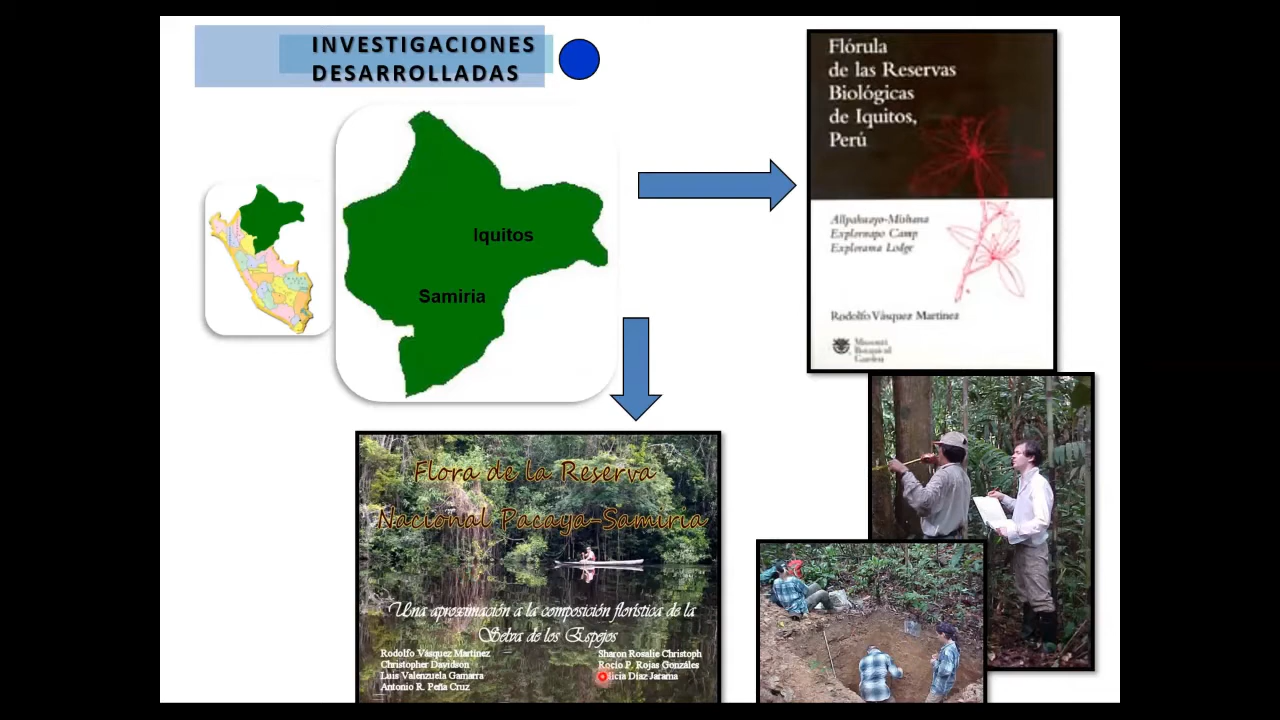 INVESTIGACIONES
DESARROLLADAS
Flórula
de las Reservas
Biológicas
de Iquitos,
Perú
Allpahuayo-Mishana
Explornapo Camp
Explorama Lodge
Rodolfo Vásquez Martínez
Missouri
Botanical
Garden
Iquitos
Samiria
Flora de la Reserva
Nacional Pacaya-Samiria
Una aproximación a la composición florística de la
Selva de los Espejos
Rodolfo Vásquez Martínez
Christopher Davidson
Luis Valenzuela Gamarra
Antonio R. Peña Cruz
Sharon Rosalie Christoph
Rocío P. Rojas Gonzáles
licia Díaz Jarama